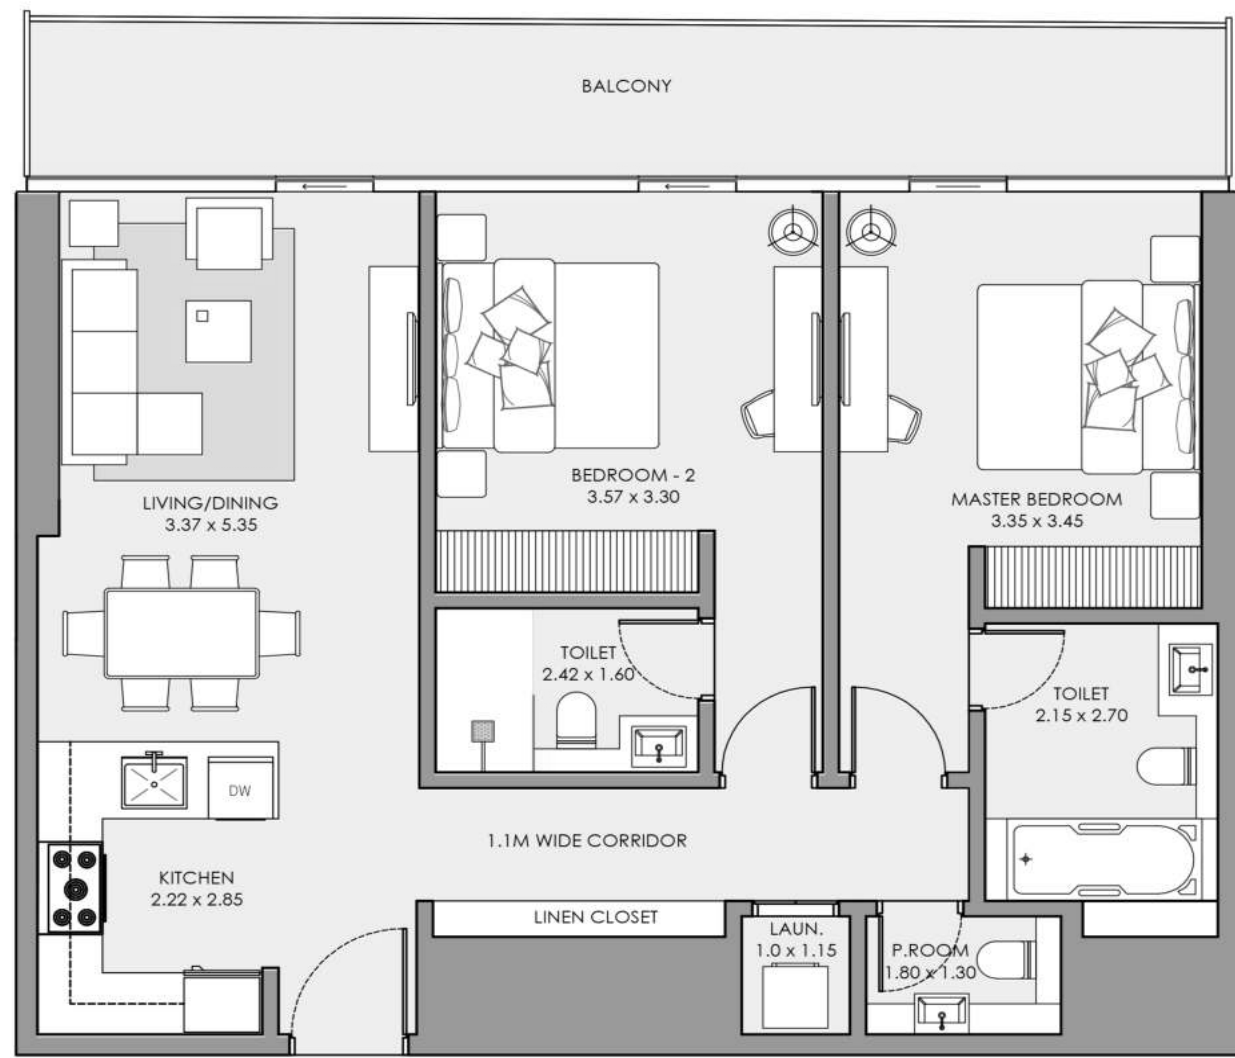 BALCONY
BEDROOM - 2
3.57 x 3.30
LIVING/DINING
3.37 x 5.35
MASTER BEDROOM
3.35 x 3.45
TOILET
2.42 x 1.60
TOILET
2.15 x 2.70
DW
1.1M WIDE CORRIDOR
KITCHEN
2.22 x 2.85
LINEN CLOSET
LAUN.
1.0 x 1.15
P.ROOM
1.80 x 1.30